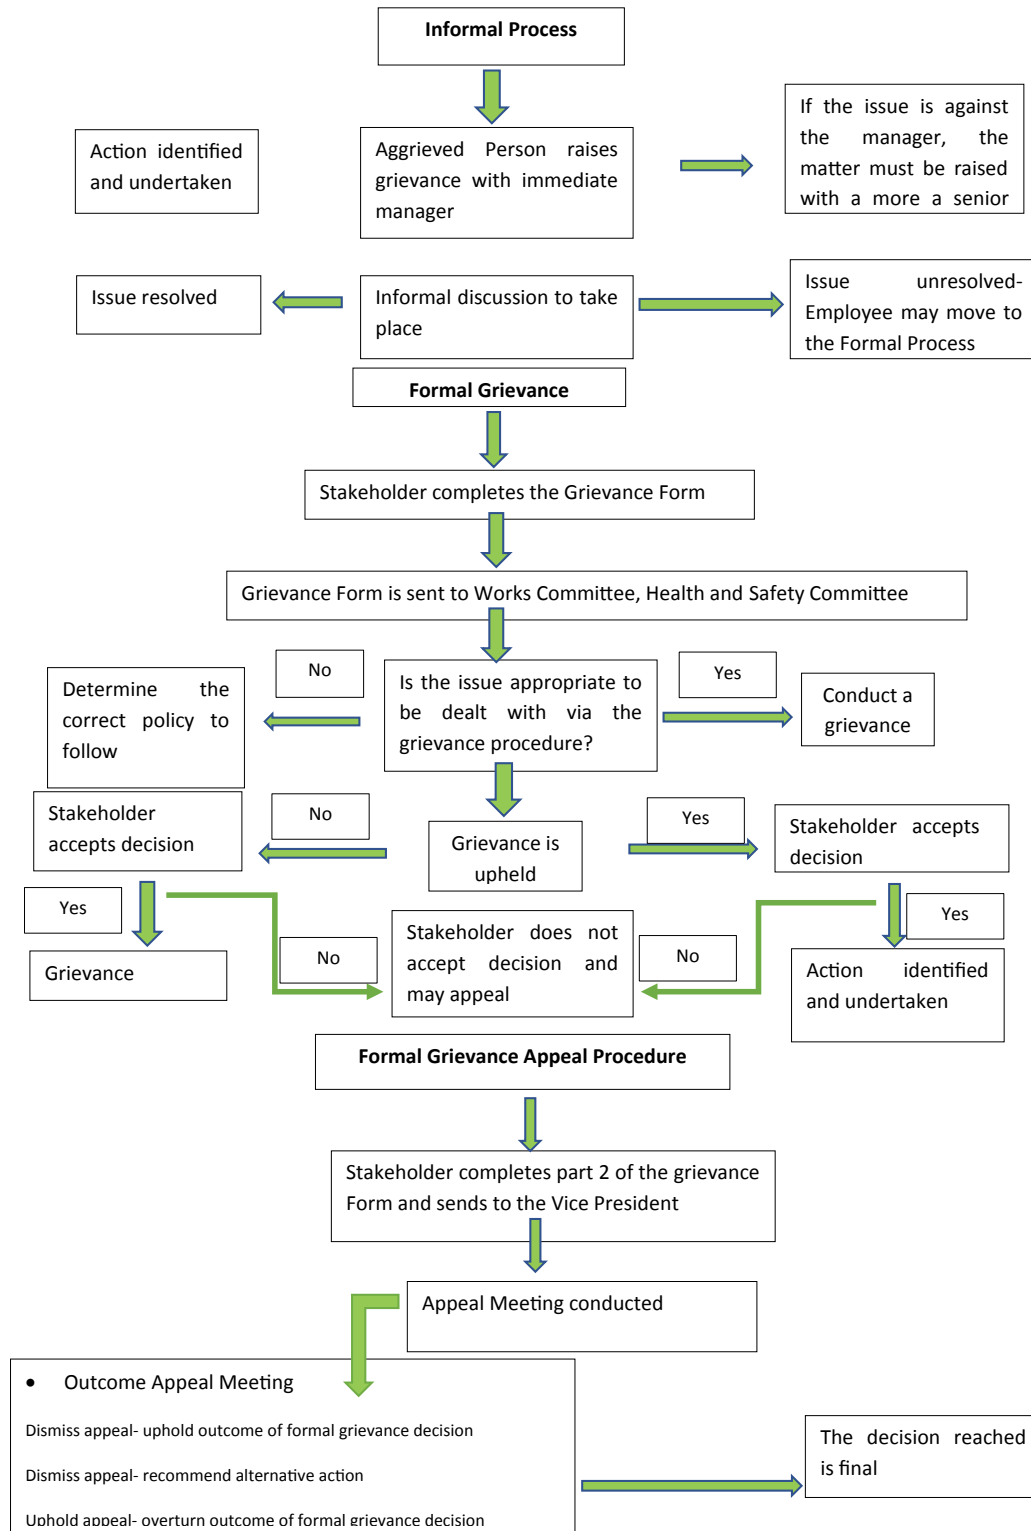 Informal Process
Action identified
and undertaken
Aggrieved Person raises
grievance with immediate
manager
If the issue is against
the manager, the
matter must be raised
with a more a senior
Issue resolved
Informal discussion to take
place
Issue unresolved-
Employee may move to
the Formal Process
Formal Grievance
Stakeholder completes the Grievance Form
Grievance Form is sent to Works Committee, Health and Safety Committee
No
Yes
Determine the
correct policy to
follow
Is the issue appropriate to
be dealt with via the
grievance procedure?
Conduct a
grievance
Stakeholder
accepts decision
No
Grievance is
upheld
Yes
Stakeholder accepts
decision
Yes
Grievance
No
Stakeholder does not
accept decision and
may appeal
No
Yes
Action identified
and undertaken
Formal Grievance Appeal Procedure
Stakeholder completes part 2 of the grievance
Form and sends to the Vice President
Appeal Meeting conducted
• Outcome Appeal Meeting
Dismiss appeal- uphold outcome of formal grievance decision
Dismiss appeal- recommend alternative action
Uphold appeal- overturn outcome of formal grievance decision
The decision reached
is final